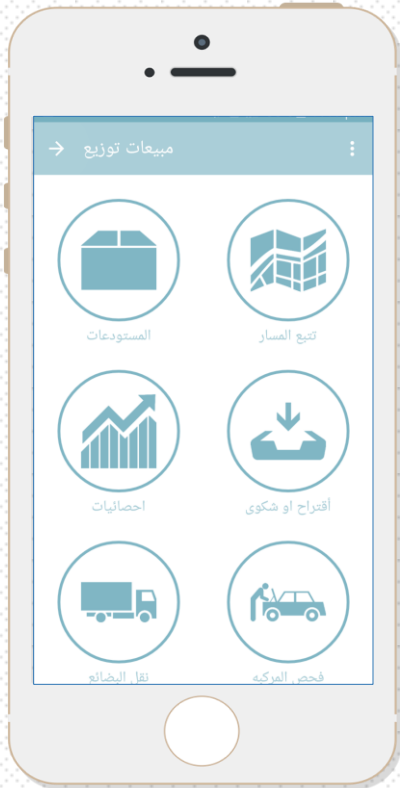 مبيعات توزيع
تتبع المسار
المستودعات
أقتراح او شكوى
احصائيات
فحص المركبه
نقل البضائع